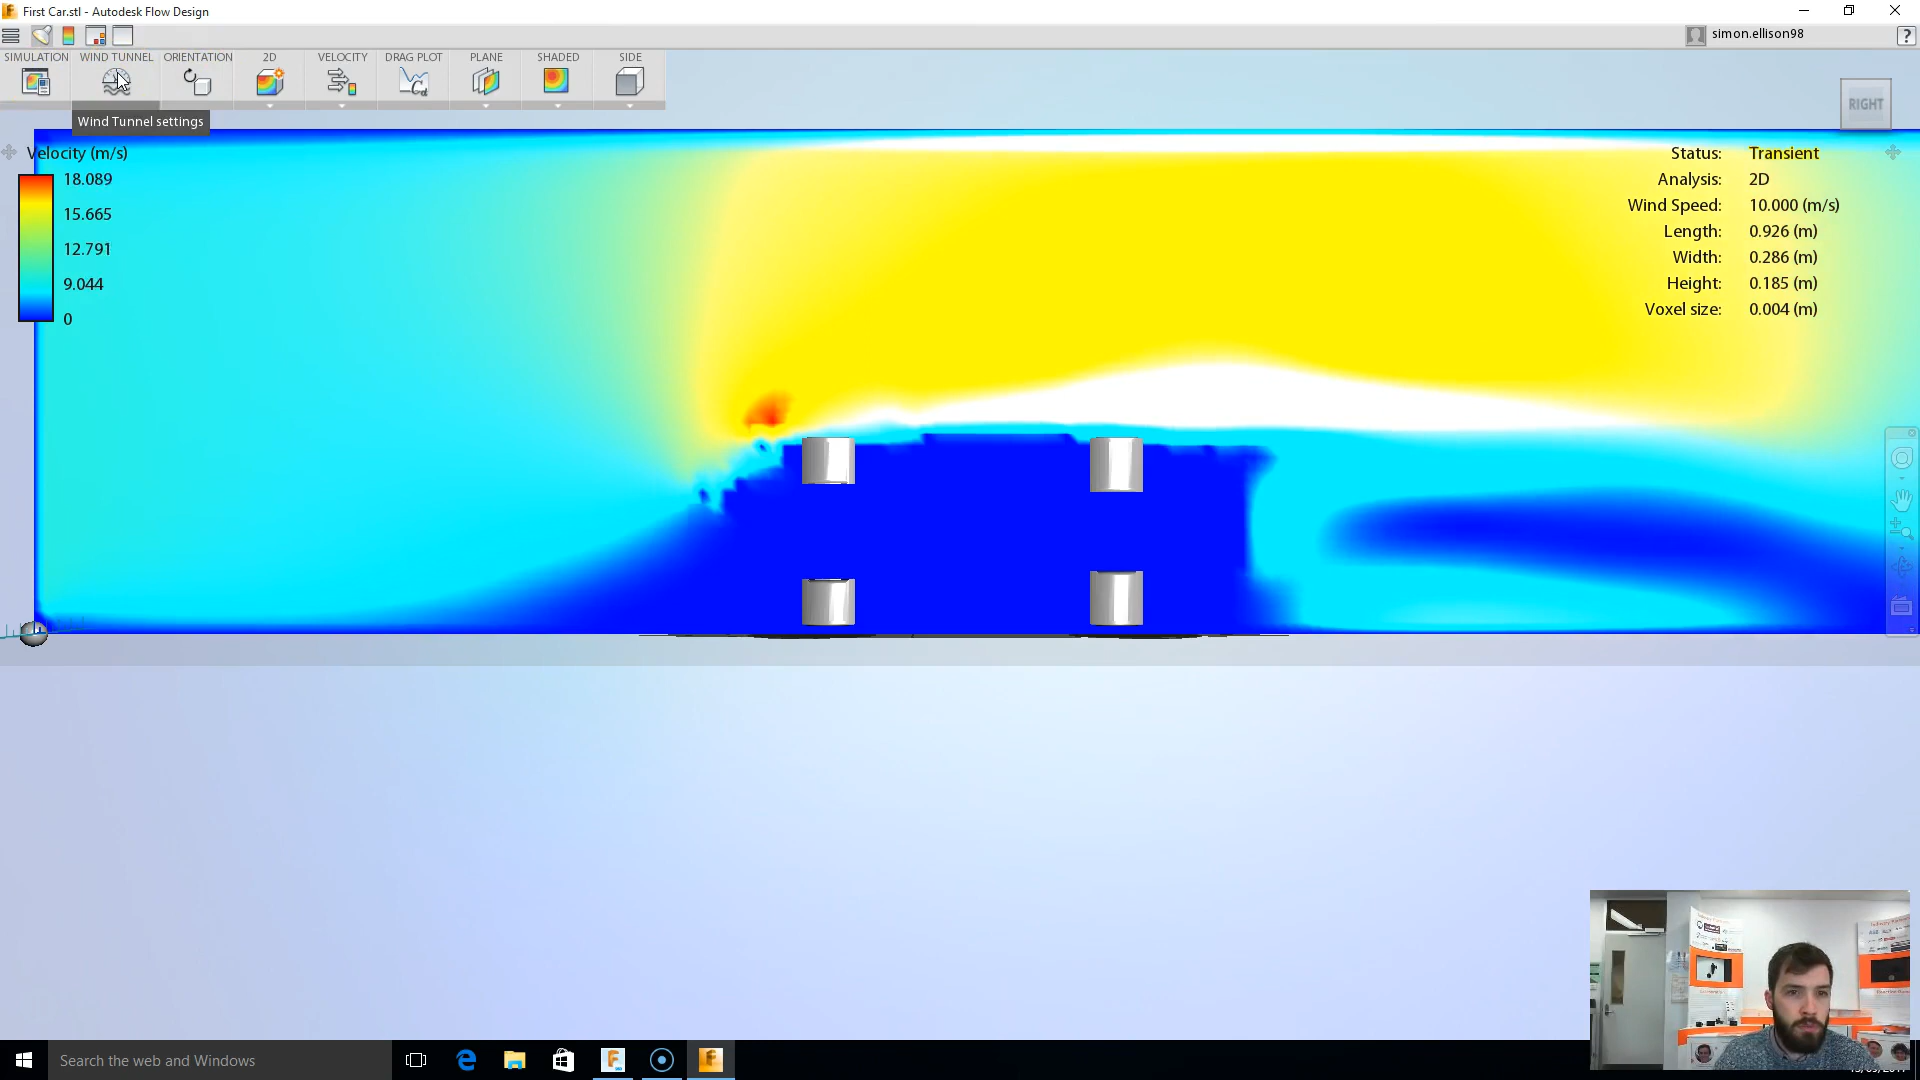 First Car.stl - Autodesk Flow Design
simon.ellison98
?
SIMULATION
WIND TUNNEL
ORIENTATION
2D
VELOCITY
DRAG PLOT
PLANE
SHADED
SIDE
Wind Tunnel settings
RIGHT
Velocity (m/s)
18.089
15.665
12.791
9.044
0
Status: Transient
Analysis: 2D
Wind Speed: 10.000 (m/s)
Length: 0.926 (m)
Width: 0.286 (m)
Height: 0.185 (m)
Voxel size: 0.004 (m)
Search the web and Windows